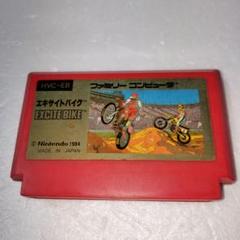 HVC-EB
ファミリー コンピュータ
エキサイトバイク
EXCITE BIKE
© Nintendo 1984
MADE IN JAPAN